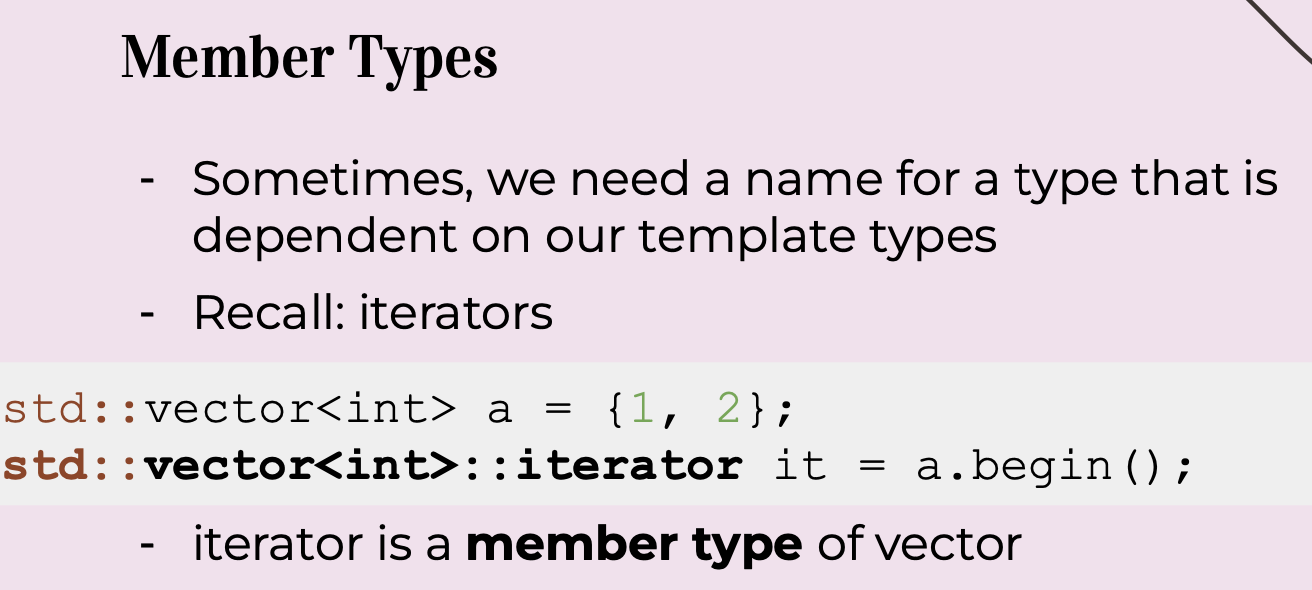 Member Types
- Sometimes, we need a name for a type that is
dependent on our template types
- Recall: iterators
std::vector<int> a = {1, 2};
std::vector<int>::iterator it = a.begin();
- iterator is a member type of vector